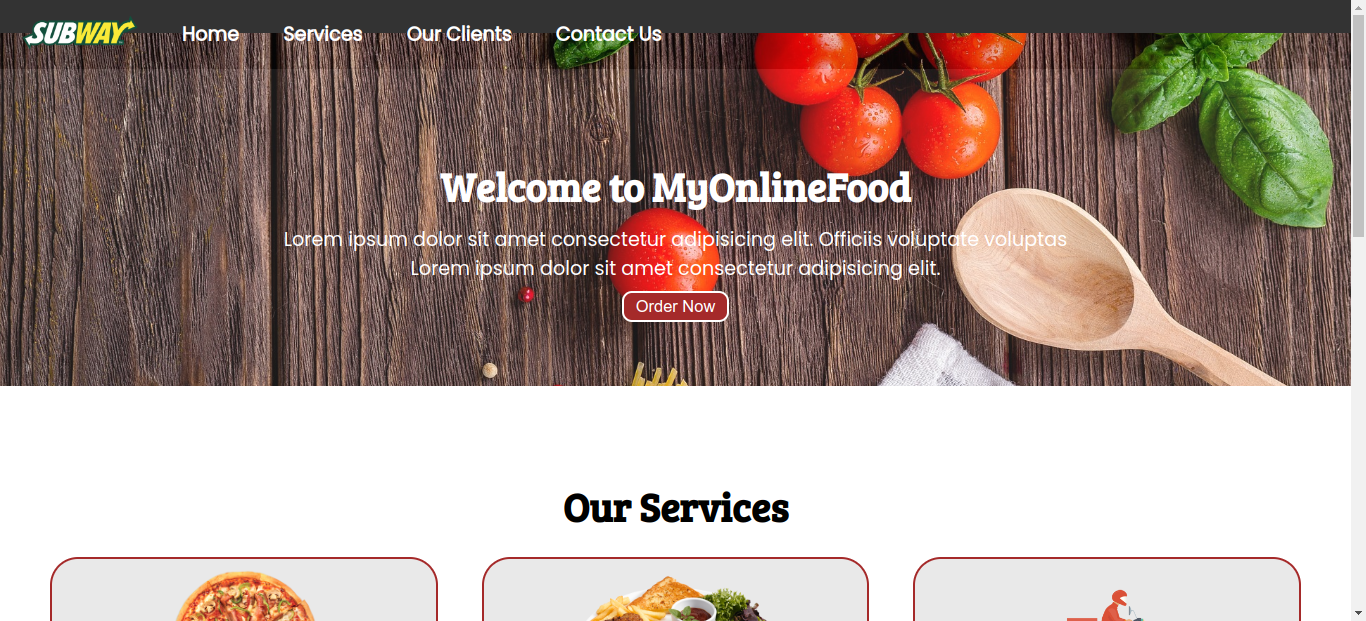 SUBWAY
Home
Services
Our Clients
Contact Us
Welcome to MyOnlineFood
Lorem ipsum dolor sit amet consectetur adipisicing elit. Officiis voluptate voluptas
Lorem ipsum dolor sit amet consectetur adipisicing elit.
Order Now
Our Services